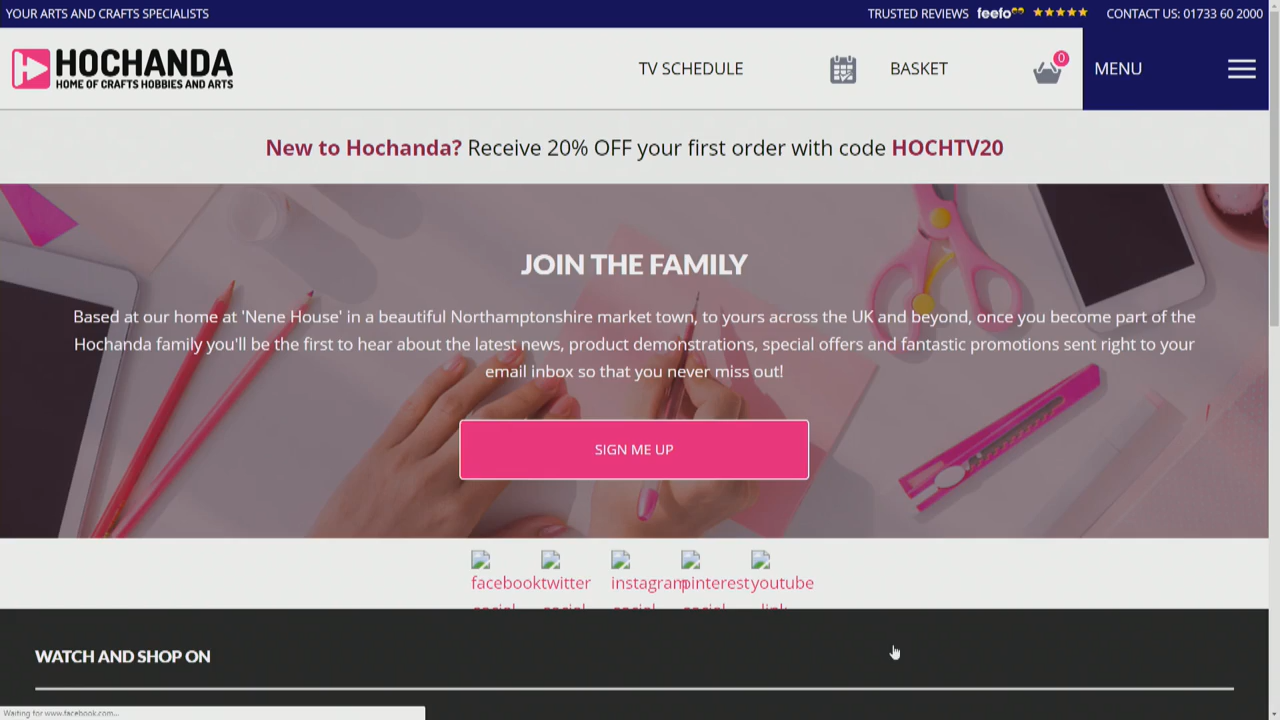 YOUR ARTS AND CRAFTS SPECIALISTS
TRUSTED REVIEWS feefo
CONTACT US: 01733 60 2000
HOCHANDA
HOME OF CRAFTS HOBBIES AND ARTS
TV SCHEDULE
BASKET
0
MENU
New to Hochanda? Receive 20% OFF your first order with code HOCHTV20
JOIN THE FAMILY
Based at our home at 'Nene House' in a beautiful Northamptonshire market town, to yours across the UK and beyond, once you become part of the
Hochanda family you'll be the first to hear about the latest news, product demonstrations, special offers and fantastic promotions sent right to your
email inbox so that you never miss out!
SIGN ME UP
facebook twitter instagram pinterest youtube
social social social social link
WATCH AND SHOP ON
Waiting for www.facebook.com...